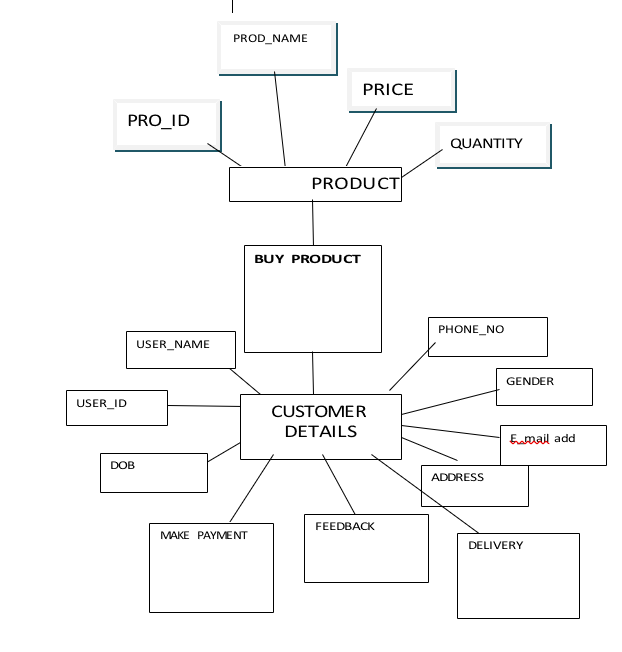 PROD_NAME
PRICE
PRO_ID
QUANTITY
PRODUCT
BUY PRODUCT
PHONE_NO
USER_NAME
GENDER
USER_ID
CUSTOMER
DETAILS
E_mail add
DOB
ADDRESS
FEEDBACK
MAKE PAYMENT
DELIVERY